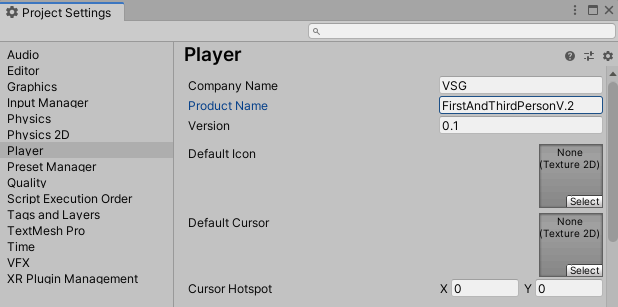 Project Settings
Audio
Editor
Graphics
Input Manager
Physics
Physics 2D
Player
Preset Manager
Quality
Script Execution Order
Tags and Layers
TextMesh Pro
Time
VFX
XR Plugin Management
Player
Company Name VSG
Product Name FirstAndThirdPersonV.2
Version 0.1
Default Icon
None
(Texture 2D)
Select
Default Cursor
None
(Texture 2D)
Select
Cursor Hotspot X 0 Y 0